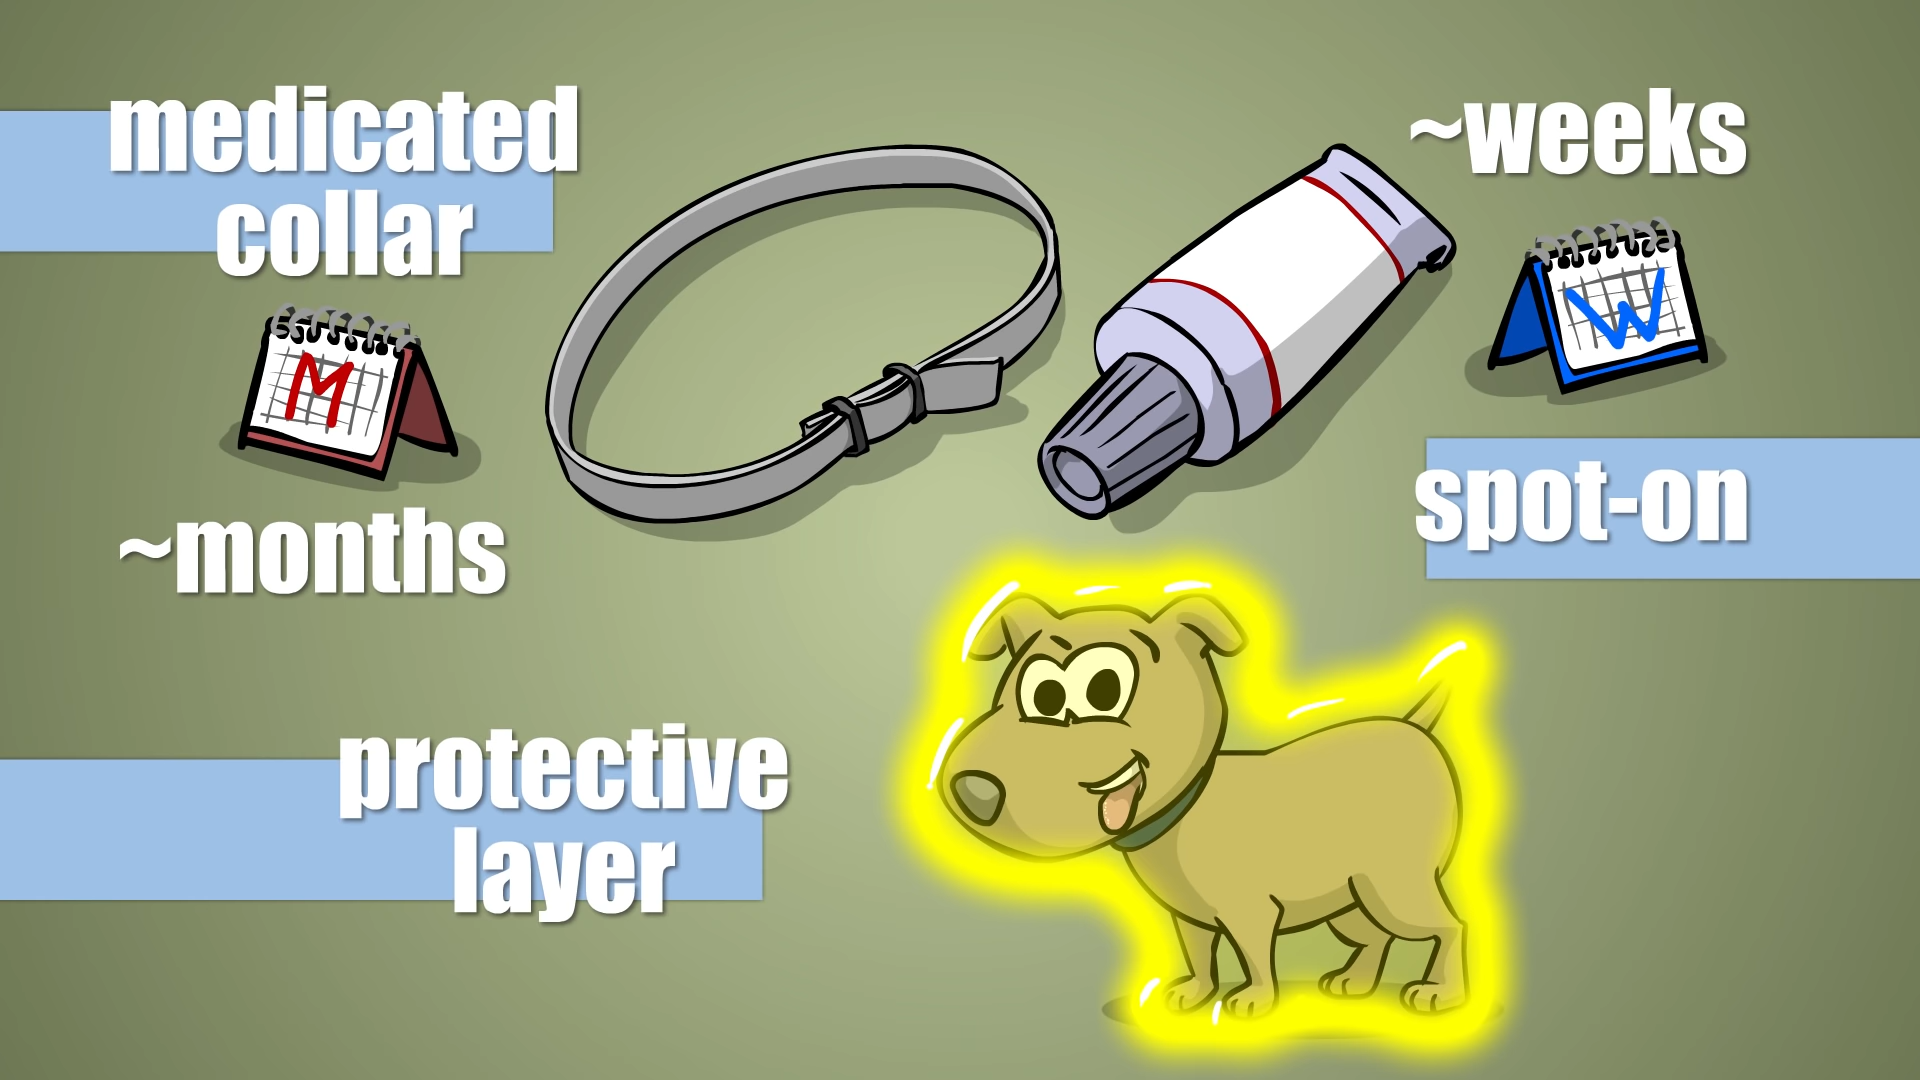 medicated
collar
M
~months
~weeks
W
spot-on
protective
layer